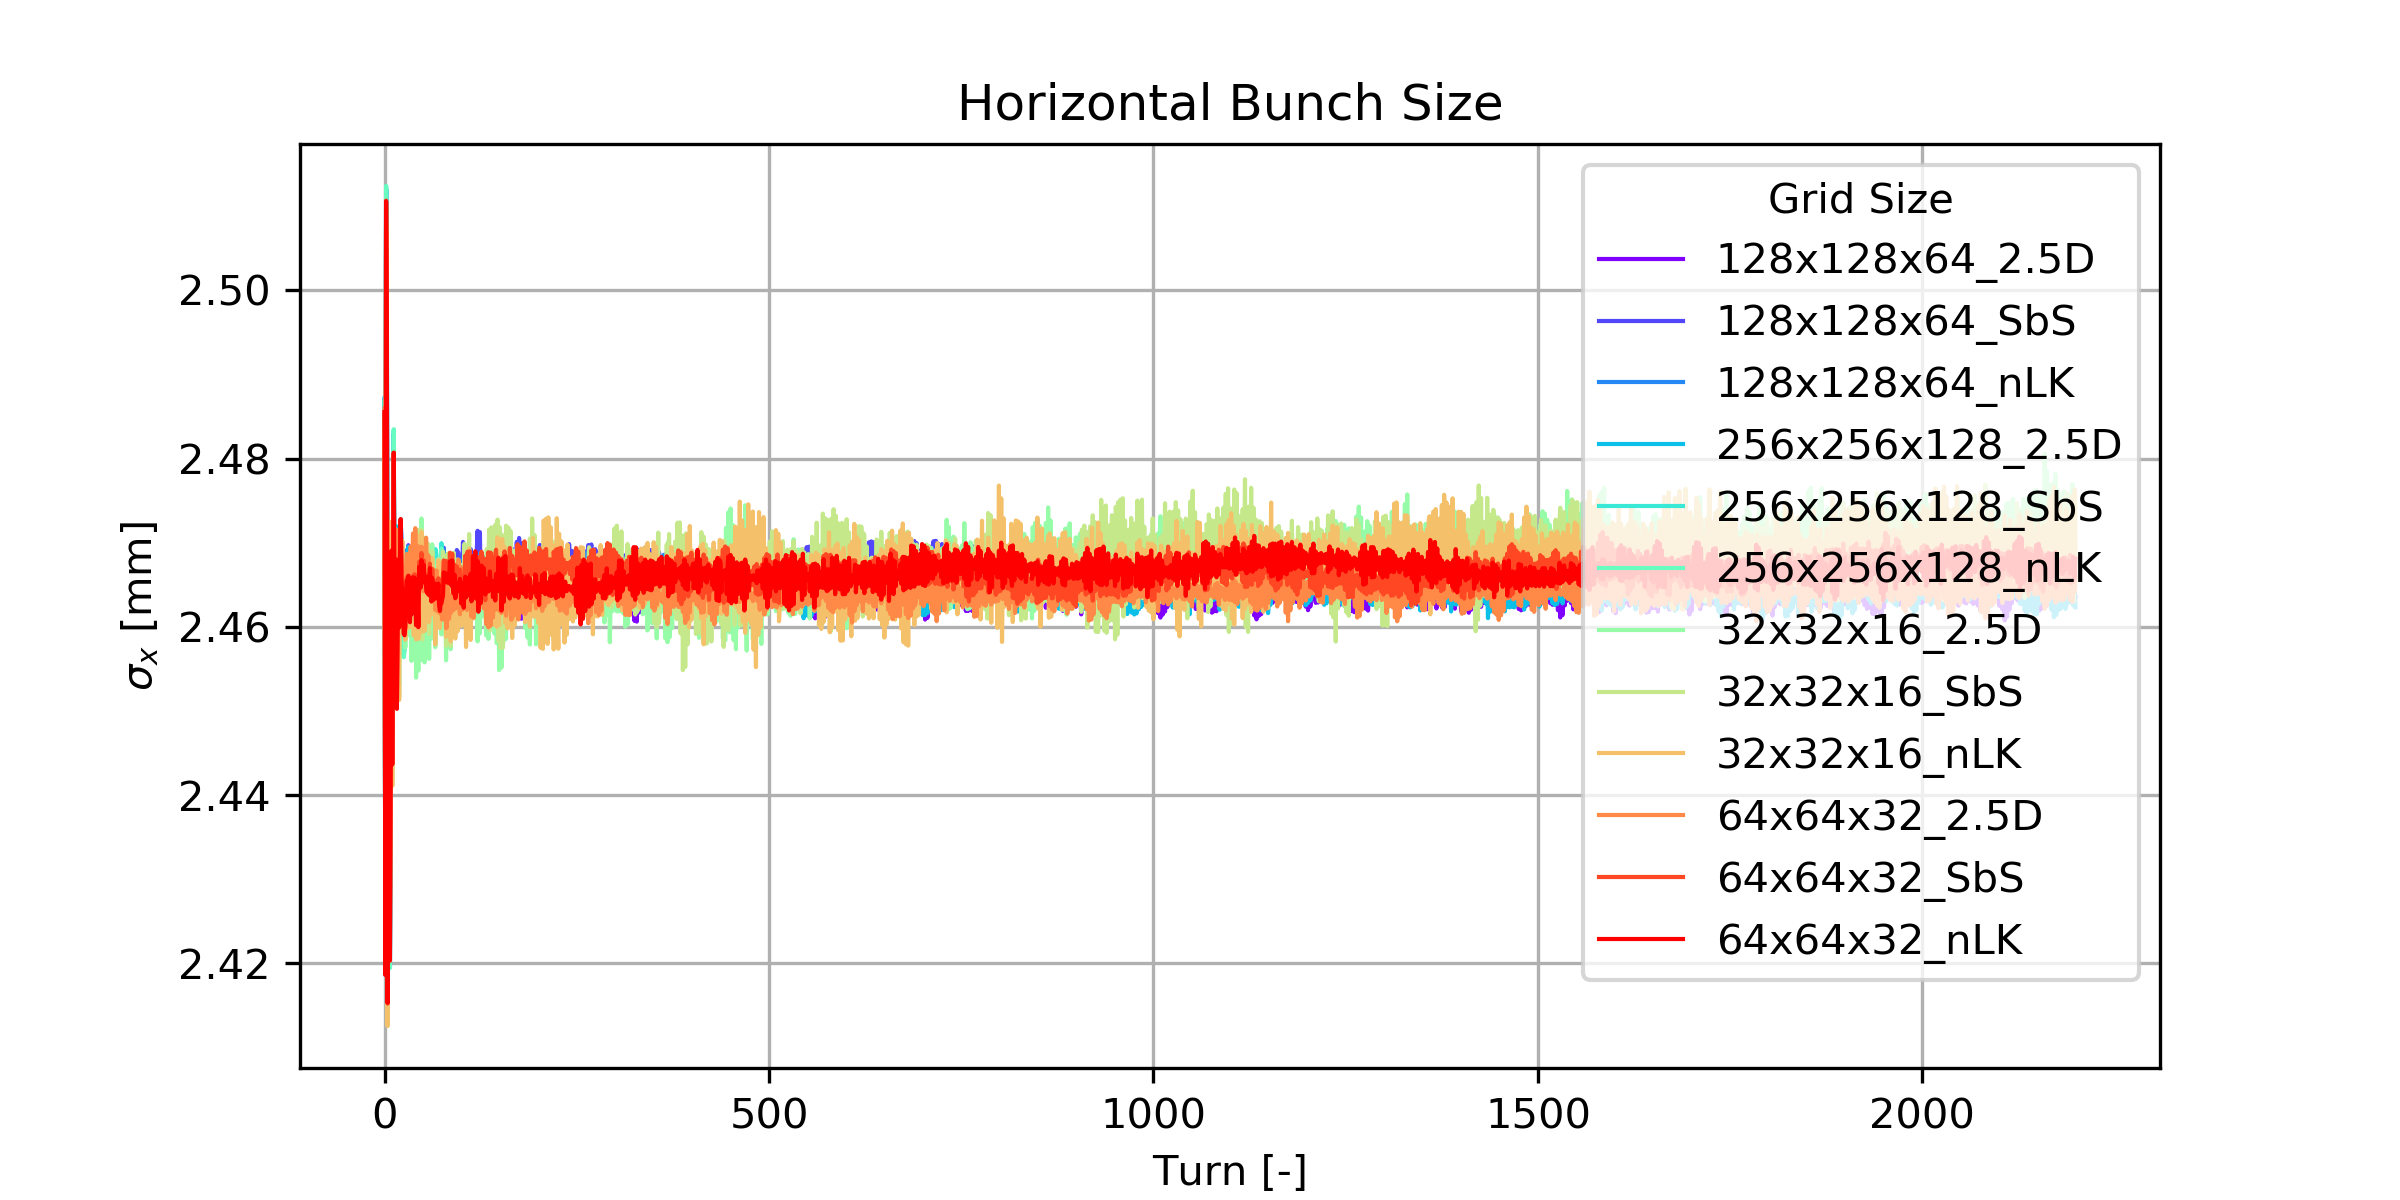 Horizontal Bunch Size
σx [mm]
2.50
2.48
2.46
2.44
2.42
0 500 1000 1500 2000
Turn [-]
Grid Size
128x128x64_2.5D
128x128x64_SbS
128x128x64_nLK
256x256x128_2.5D
256x256x128_SbS
256x256x128_nLK
32x32x16_2.5D
32x32x16_SbS
32x32x16_nLK
64x64x32_2.5D
64x64x32_SbS
64x64x32_nLK